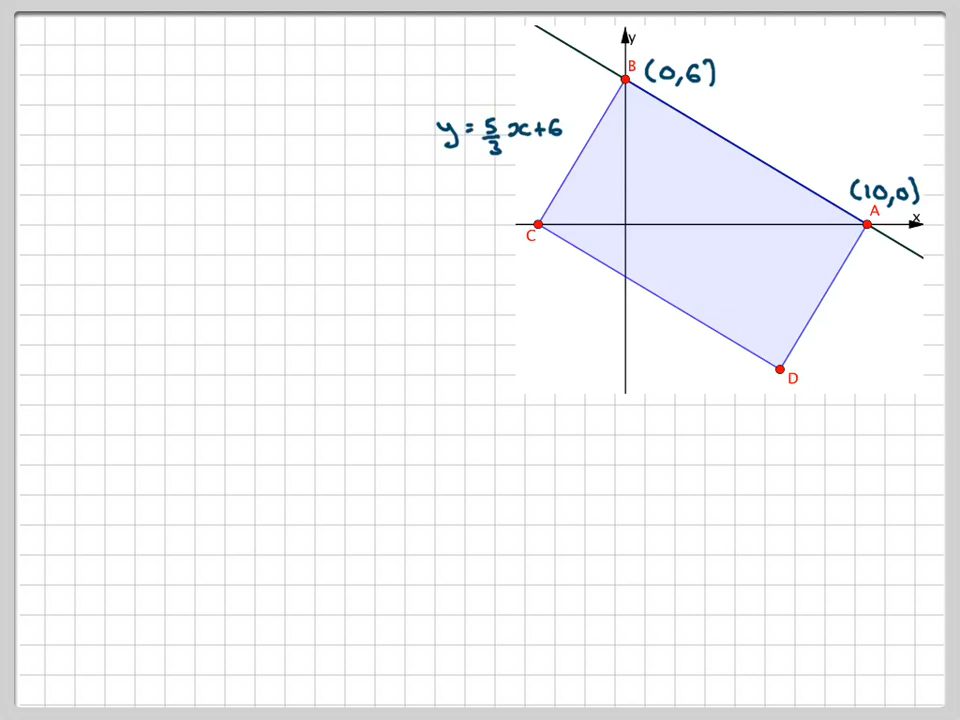 y
B (0,6)
y = 5/3 x + 6
(10,0)
A
x
C
D